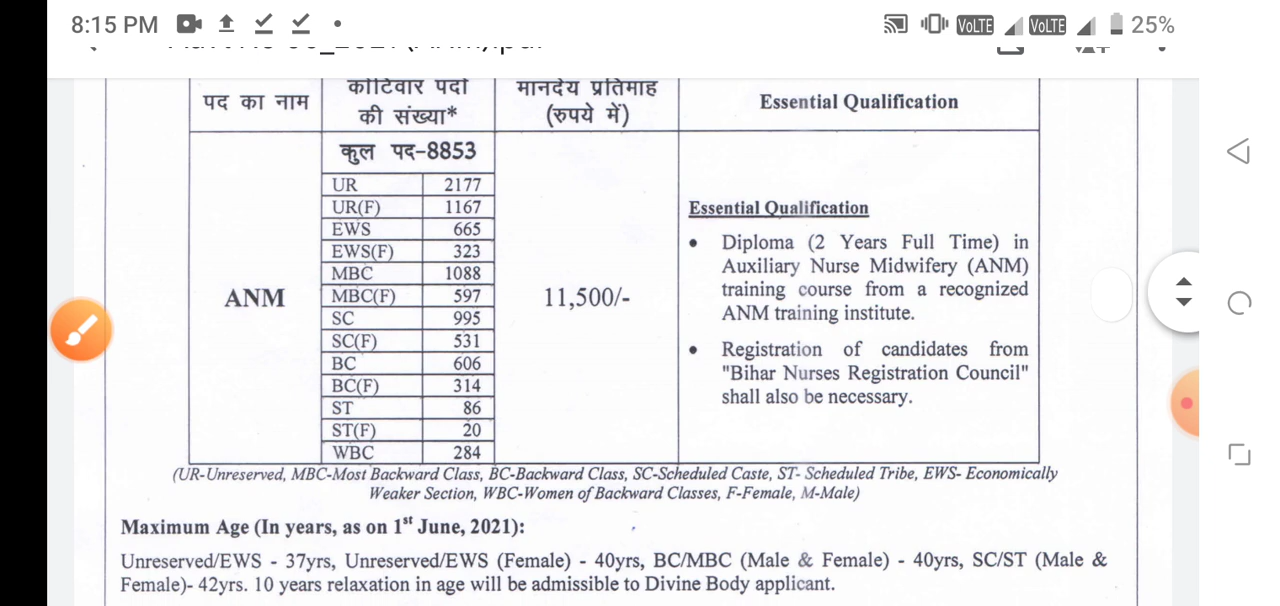 8:15 PM
VoLTE VoLTE 25%
पद का नाम
कोटिवार पदों
की संख्या*
मानदेय प्रतिमाह
(रुपये में)
Essential Qualification
ANM
कुल पद-8853
UR 2177
UR(F) 1167
EWS 665
EWS(F) 323
MBC 1088
MBC(F) 597
SC 995
SC(F) 531
BC 606
BC(F) 314
ST 86
ST(F) 20
WBC 284
11,500/-
Essential Qualification
• Diploma (2 Years Full Time) in
Auxiliary Nurse Midwifery (ANM)
training course from a recognized
ANM training institute.
• Registration of candidates from
"Bihar Nurses Registration Council"
shall also be necessary.
(UR-Unreserved, MBC-Most Backward Class, BC-Backward Class, SC-Scheduled Caste, ST- Scheduled Tribe, EWS- Economically
Weaker Section, WBC-Women of Backward Classes, F-Female, M-Male)
Maximum Age (In years, as on 1st June, 2021):
Unreserved/EWS - 37yrs, Unreserved/EWS (Female) - 40yrs, BC/MBC (Male & Female) - 40yrs, SC/ST (Male &
Female)- 42yrs. 10 years relaxation in age will be admissible to Divine Body applicant.